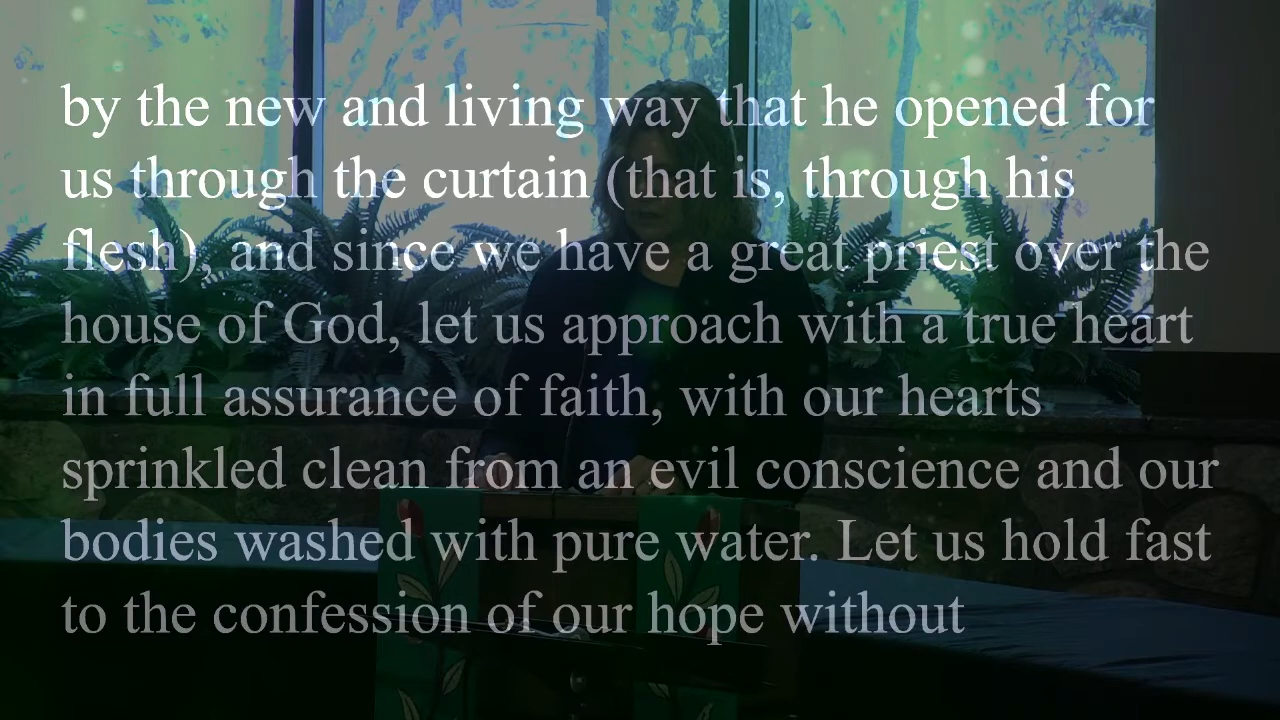 by the new and living way that he opened for
us through the curtain (that is, through his
flesh), and since we have a great priest over the
house of God, let us approach with a true heart
in full assurance of faith, with our hearts
sprinkled clean from an evil conscience and our
bodies washed with pure water. Let us hold fast
to the confession of our hope without